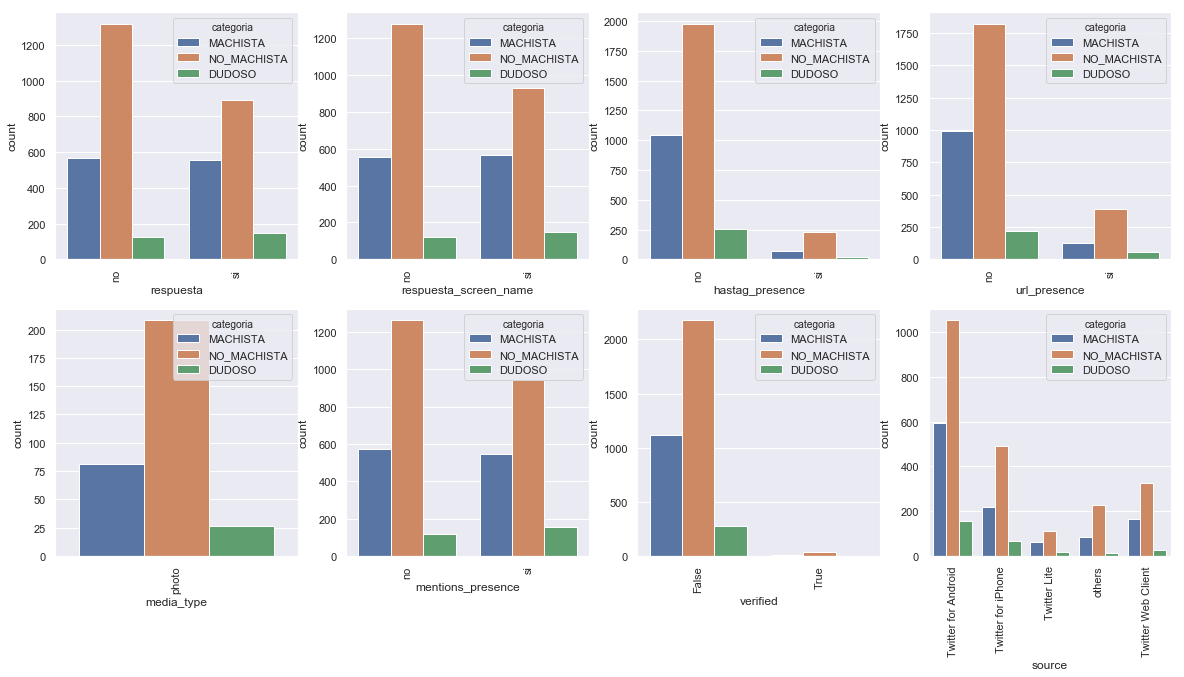 categoria
MACHISTA
NO_MACHISTA
DUDOSO
1200
1000
800
600
400
200
0
count
no
si
respuesta
categoria
MACHISTA
NO_MACHISTA
DUDOSO
1200
1000
800
600
400
200
0
count
no
si
respuesta_screen_name
categoria
MACHISTA
NO_MACHISTA
DUDOSO
2000
1750
1500
1250
1000
750
500
250
0
count
no
si
hastag_presence
categoria
MACHISTA
NO_MACHISTA
DUDOSO
1750
1500
1250
1000
750
500
250
0
count
no
si
url_presence
categoria
MACHISTA
NO_MACHISTA
DUDOSO
200
175
150
125
100
75
50
25
0
count
photo
media_type
categoria
MACHISTA
NO_MACHISTA
DUDOSO
1200
1000
800
600
400
200
0
count
no
si
mentions_presence
categoria
MACHISTA
NO_MACHISTA
DUDOSO
2000
1500
1000
500
0
count
False
True
verified
categoria
MACHISTA
NO_MACHISTA
DUDOSO
1000
800
600
400
200
0
count
Twitter for Android
Twitter for iPhone
Twitter Lite
others
Twitter Web Client
source